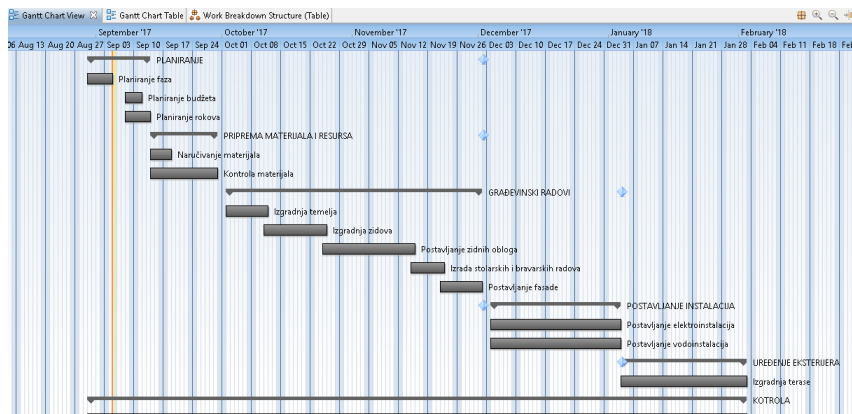 Gantt Chart View Gantt Chart Table Work Breakdown Structure (Table)
September '17 October '17 November '17 December '17 January '18 February '18
06 Aug 13 Aug 20 Aug 27 Sep 03 Sep 10 Sep 17 Sep 24 Oct 01 Oct 08 Oct 15 Oct 22 Oct 29 Nov 05 Nov 12 Nov 19 Nov 26 Dec 03 Dec 10 Dec 17 Dec 24 Dec 31 Jan 07 Jan 14 Jan 21 Jan 28 Feb 04 Feb 11 Feb 18 Feb
PLANIRANJE
Planiranje faza
Planiranje budžeta
Planiranje rokova
PRIPREMA MATERIJALA I RESURSA
Naručivanje materijala
Kontrola materijala
GRAĐEVINSKI RADOVI
Izgradnja temelja
Izgradnja zidova
Postavljanje zidnih obloga
Izrada stolarskih i bravarskih radova
Postavljanje fasade
POSTAVLJANJE INSTALACIJA
Postavljanje elektroinstalacija
Postavljanje vodoinstalacija
UREĐENJE EKSTERIJERA
Izgradnja terase
KOTROLA